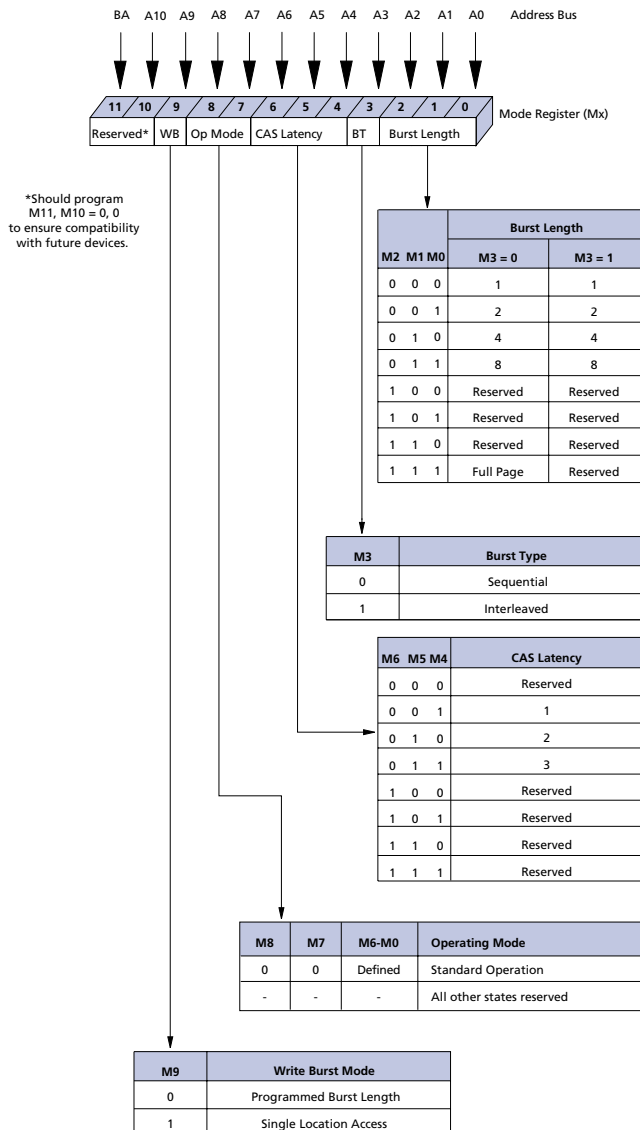 BA A10 A9 A8 A7 A6 A5 A4 A3 A2 A1 A0 Address Bus
11 10 9 8 7 6 5 4 3 2 1 0
Mode Register (Mx)
Reserved* WB Op Mode CAS Latency BT Burst Length
*Should program
M11, M10 = 0, 0
to ensure compatibility
with future devices.
Burst Length
M2 M1 M0 M3 = 0 M3 = 1
0 0 0 1 1
0 0 1 2 2
0 1 0 4 4
0 1 1 8 8
1 0 0 Reserved Reserved
1 0 1 Reserved Reserved
1 1 0 Reserved Reserved
1 1 1 Full Page Reserved
M3 Burst Type
0 Sequential
1 Interleaved
M6 M5 M4 CAS Latency
0 0 0 Reserved
0 0 1 1
0 1 0 2
0 1 1 3
1 0 0 Reserved
1 0 1 Reserved
1 1 0 Reserved
1 1 1 Reserved
M8 M7 M6-M0 Operating Mode
0 0 Defined Standard Operation
- - - All other states reserved
M9 Write Burst Mode
0 Programmed Burst Length
1 Single Location Access